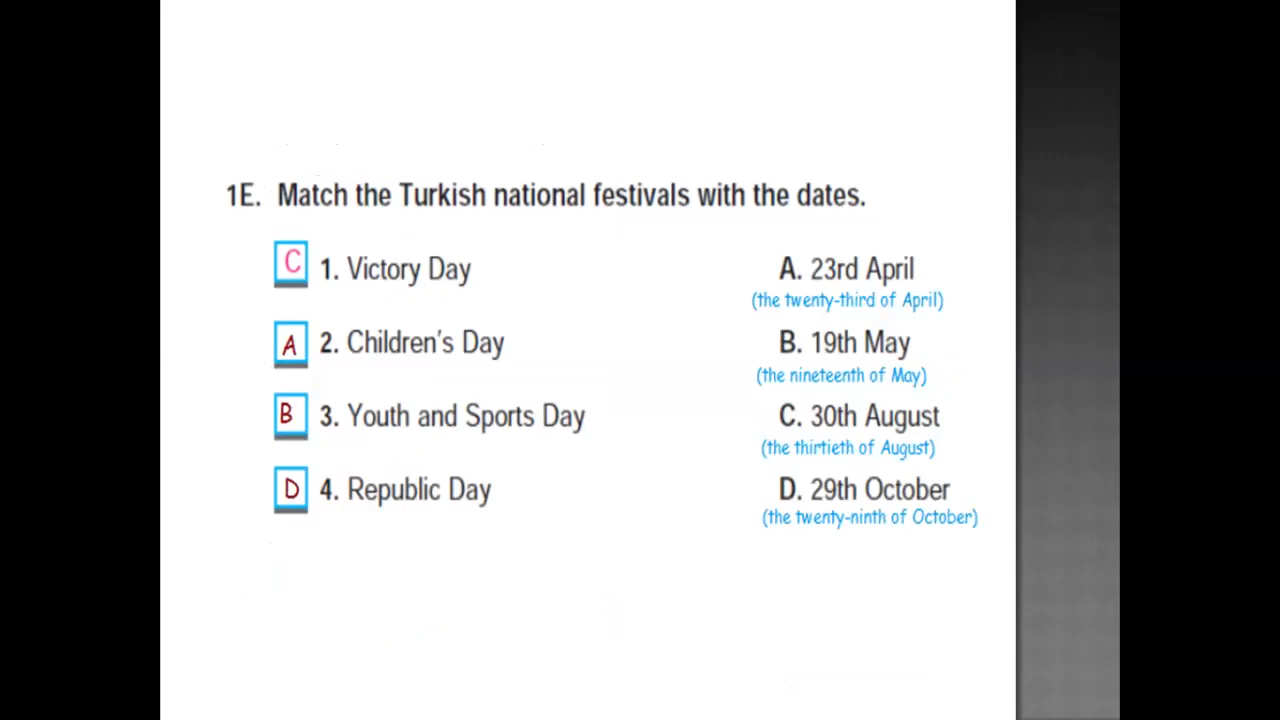 1E. Match the Turkish national festivals with the dates.
C 1. Victory Day A. 23rd April
(the twenty-third of April)
A 2. Children's Day B. 19th May
(the nineteenth of May)
B 3. Youth and Sports Day C. 30th August
(the thirtieth of August)
D 4. Republic Day D. 29th October
(the twenty-ninth of October)